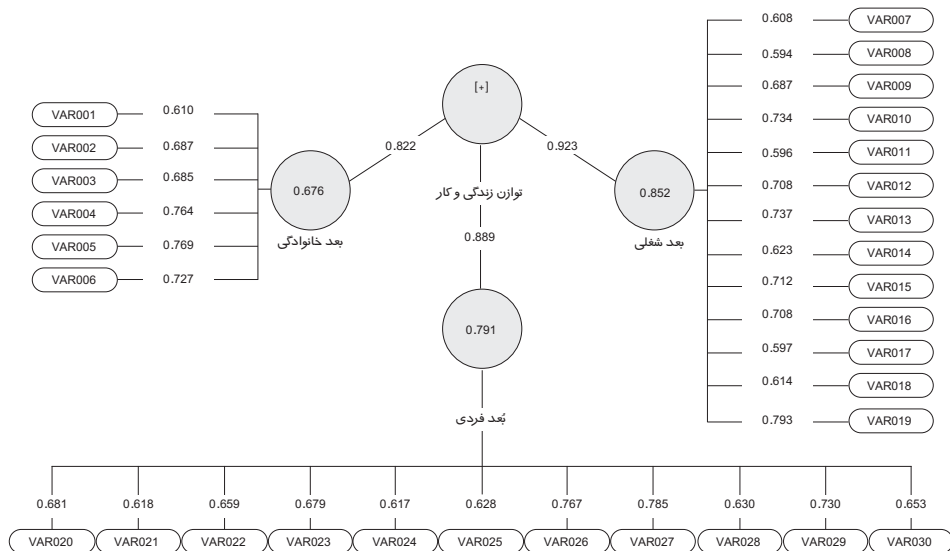 [+]
توازن زندگی و کار
0.822
0.923
0.889
0.676
بعد خانوادگی
0.852
بعد شغلی
0.791
بُعد فردی
VAR001 0.610
VAR002 0.687
VAR003 0.685
VAR004 0.764
VAR005 0.769
VAR006 0.727
0.608 VAR007
0.594 VAR008
0.687 VAR009
0.734 VAR010
0.596 VAR011
0.708 VAR012
0.737 VAR013
0.623 VAR014
0.712 VAR015
0.708 VAR016
0.597 VAR017
0.614 VAR018
0.793 VAR019
0.681 0.618 0.659 0.679 0.617 0.628 0.767 0.785 0.630 0.730 0.653
VAR020 VAR021 VAR022 VAR023 VAR024 VAR025 VAR026 VAR027 VAR028 VAR029 VAR030